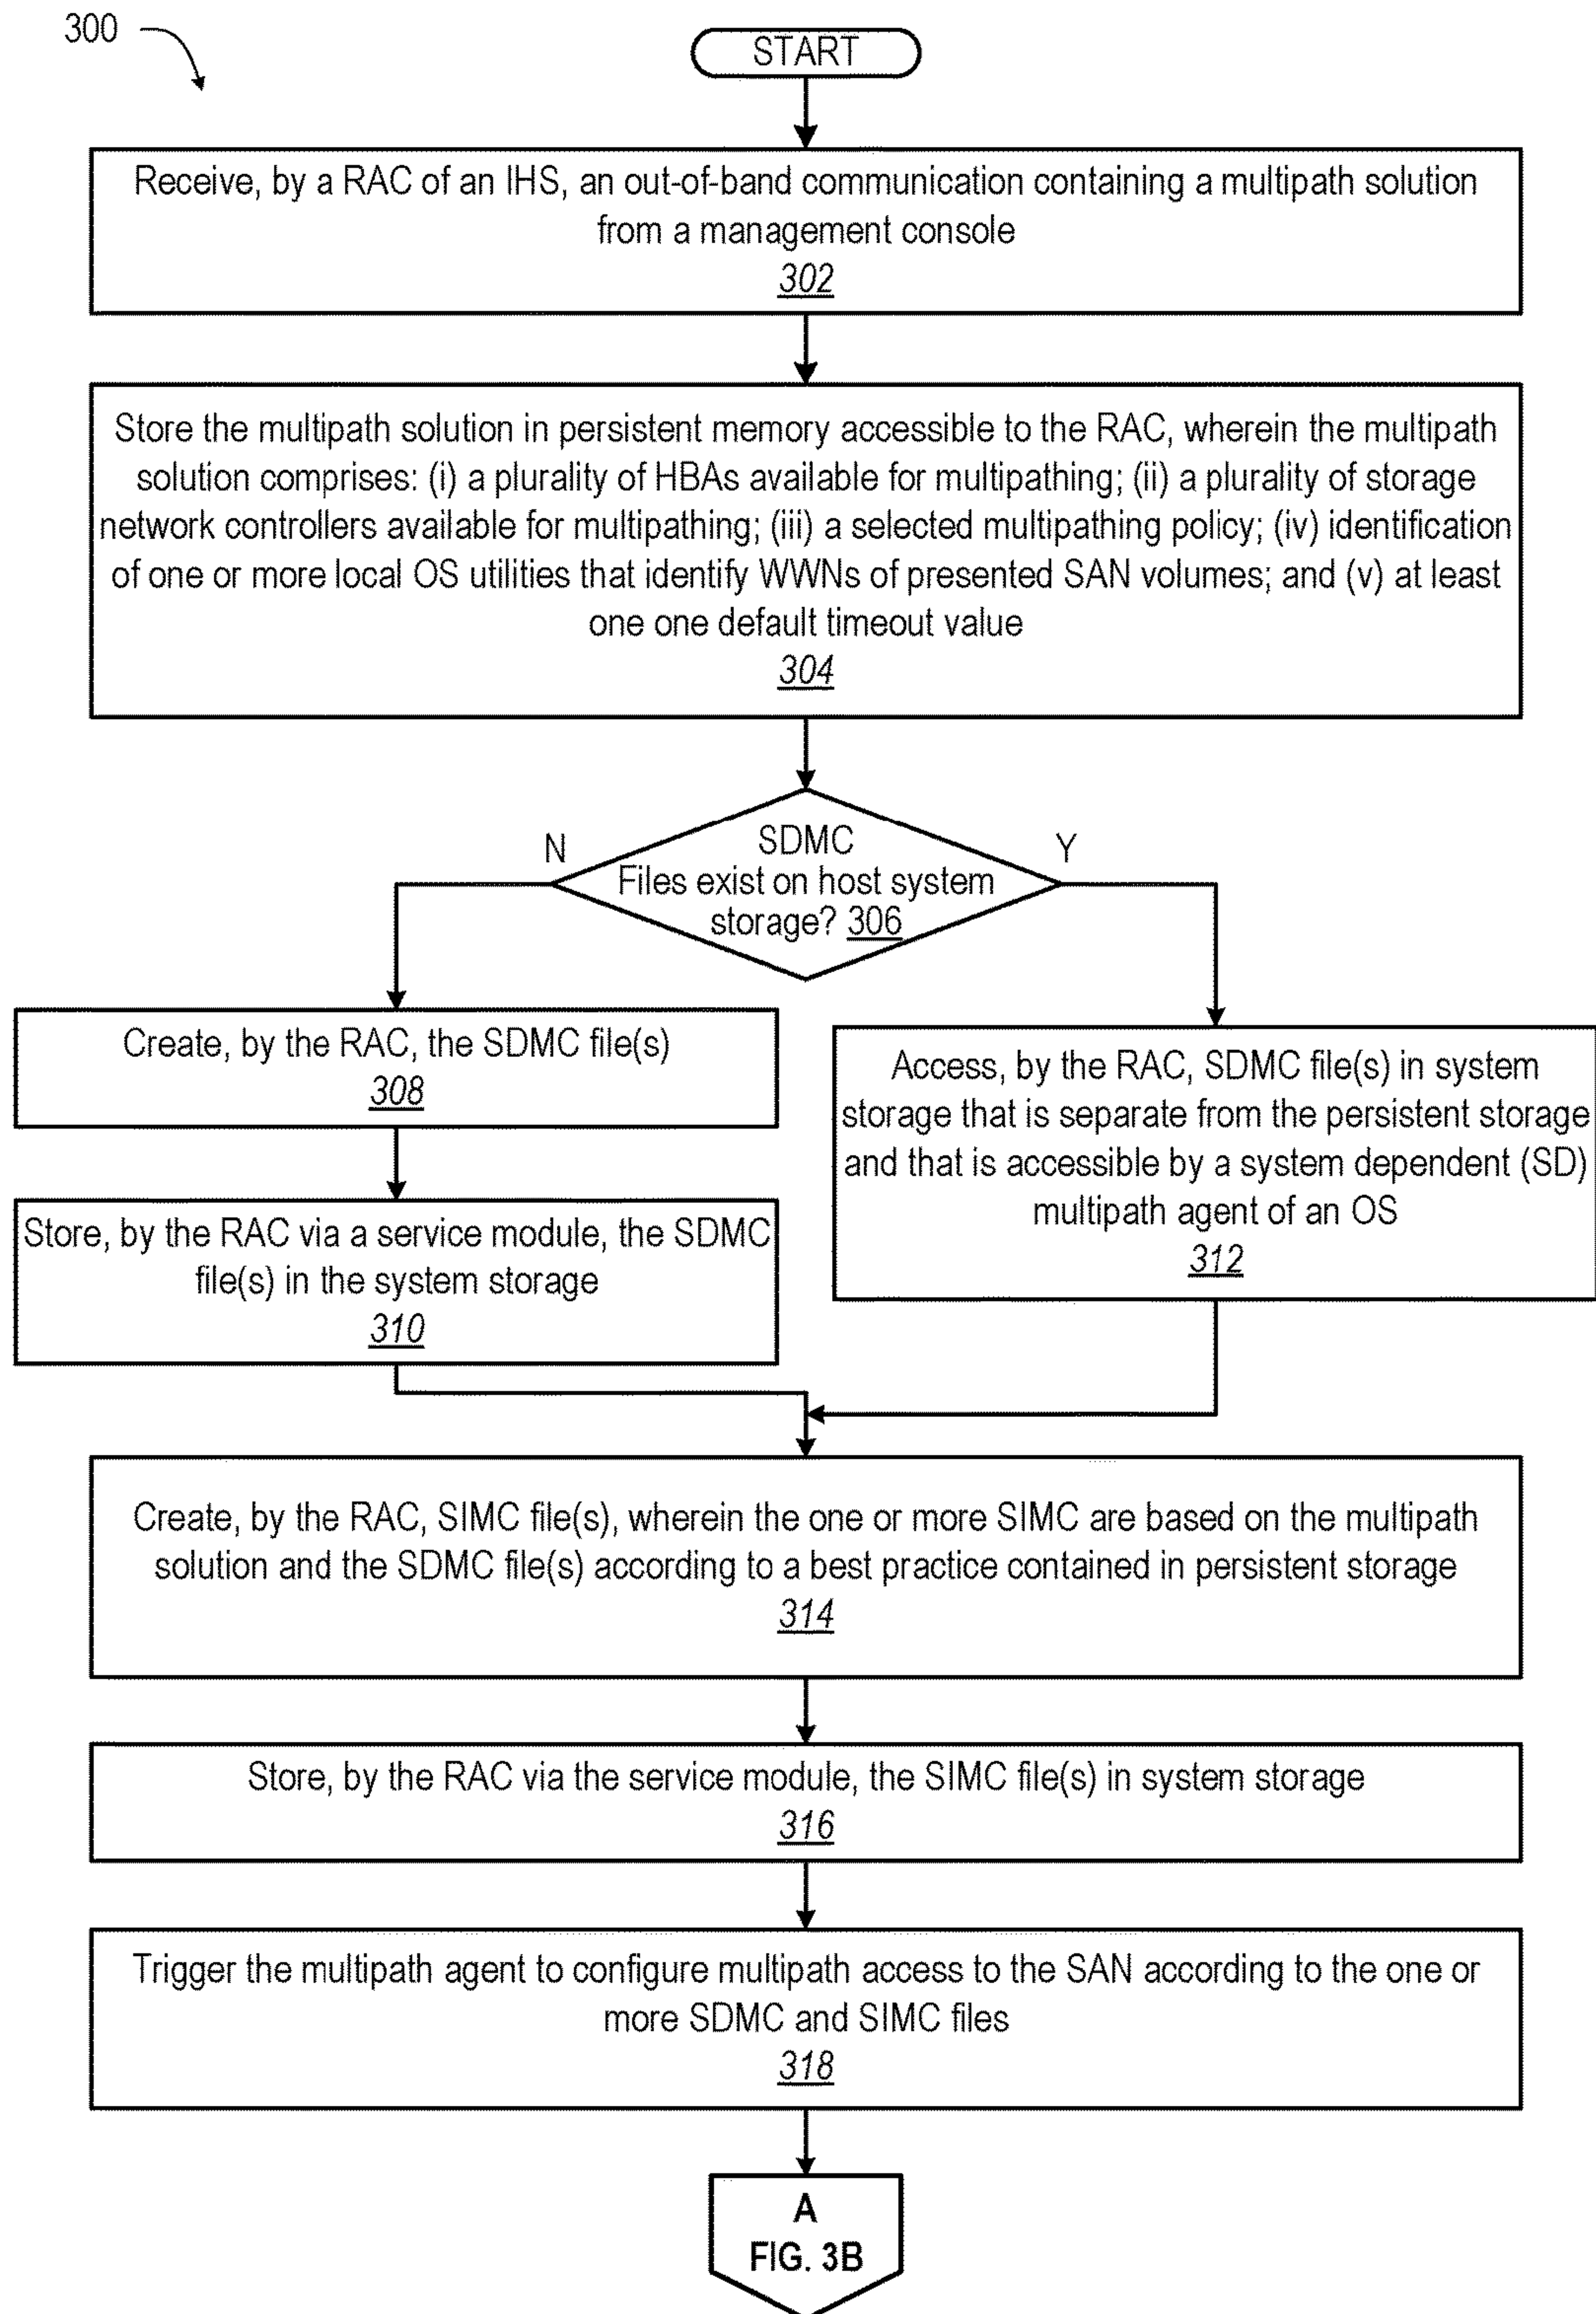 300
START
Receive, by a RAC of an IHS, an out-of-band communication containing a multipath solution
from a management console
302
Store the multipath solution in persistent memory accessible to the RAC, wherein the multipath
solution comprises: (i) a plurality of HBAs available for multipathing; (ii) a plurality of storage
network controllers available for multipathing; (iii) a selected multipathing policy; (iv) identification
of one or more local OS utilities that identify WWNs of presented SAN volumes; and (v) at least
one one default timeout value
304
N
SDMC
Y
Files exist on host system
storage? 306
Create, by the RAC, the SDMC file(s)
308
Store, by the RAC via a service module, the SDMC
file(s) in the system storage
310
Access, by the RAC, SDMC file(s) in system
storage that is separate from the persistent storage
and that is accessible by a system dependent (SD)
multipath agent of an OS
312
Create, by the RAC, SIMC file(s), wherein the one or more SIMC are based on the multipath
solution and the SDMC file(s) according to a best practice contained in persistent storage
314
Store, by the RAC via the service module, the SIMC file(s) in system storage
316
Trigger the multipath agent to configure multipath access to the SAN according to the one or
more SDMC and SIMC files
318
A
FIG. 3B